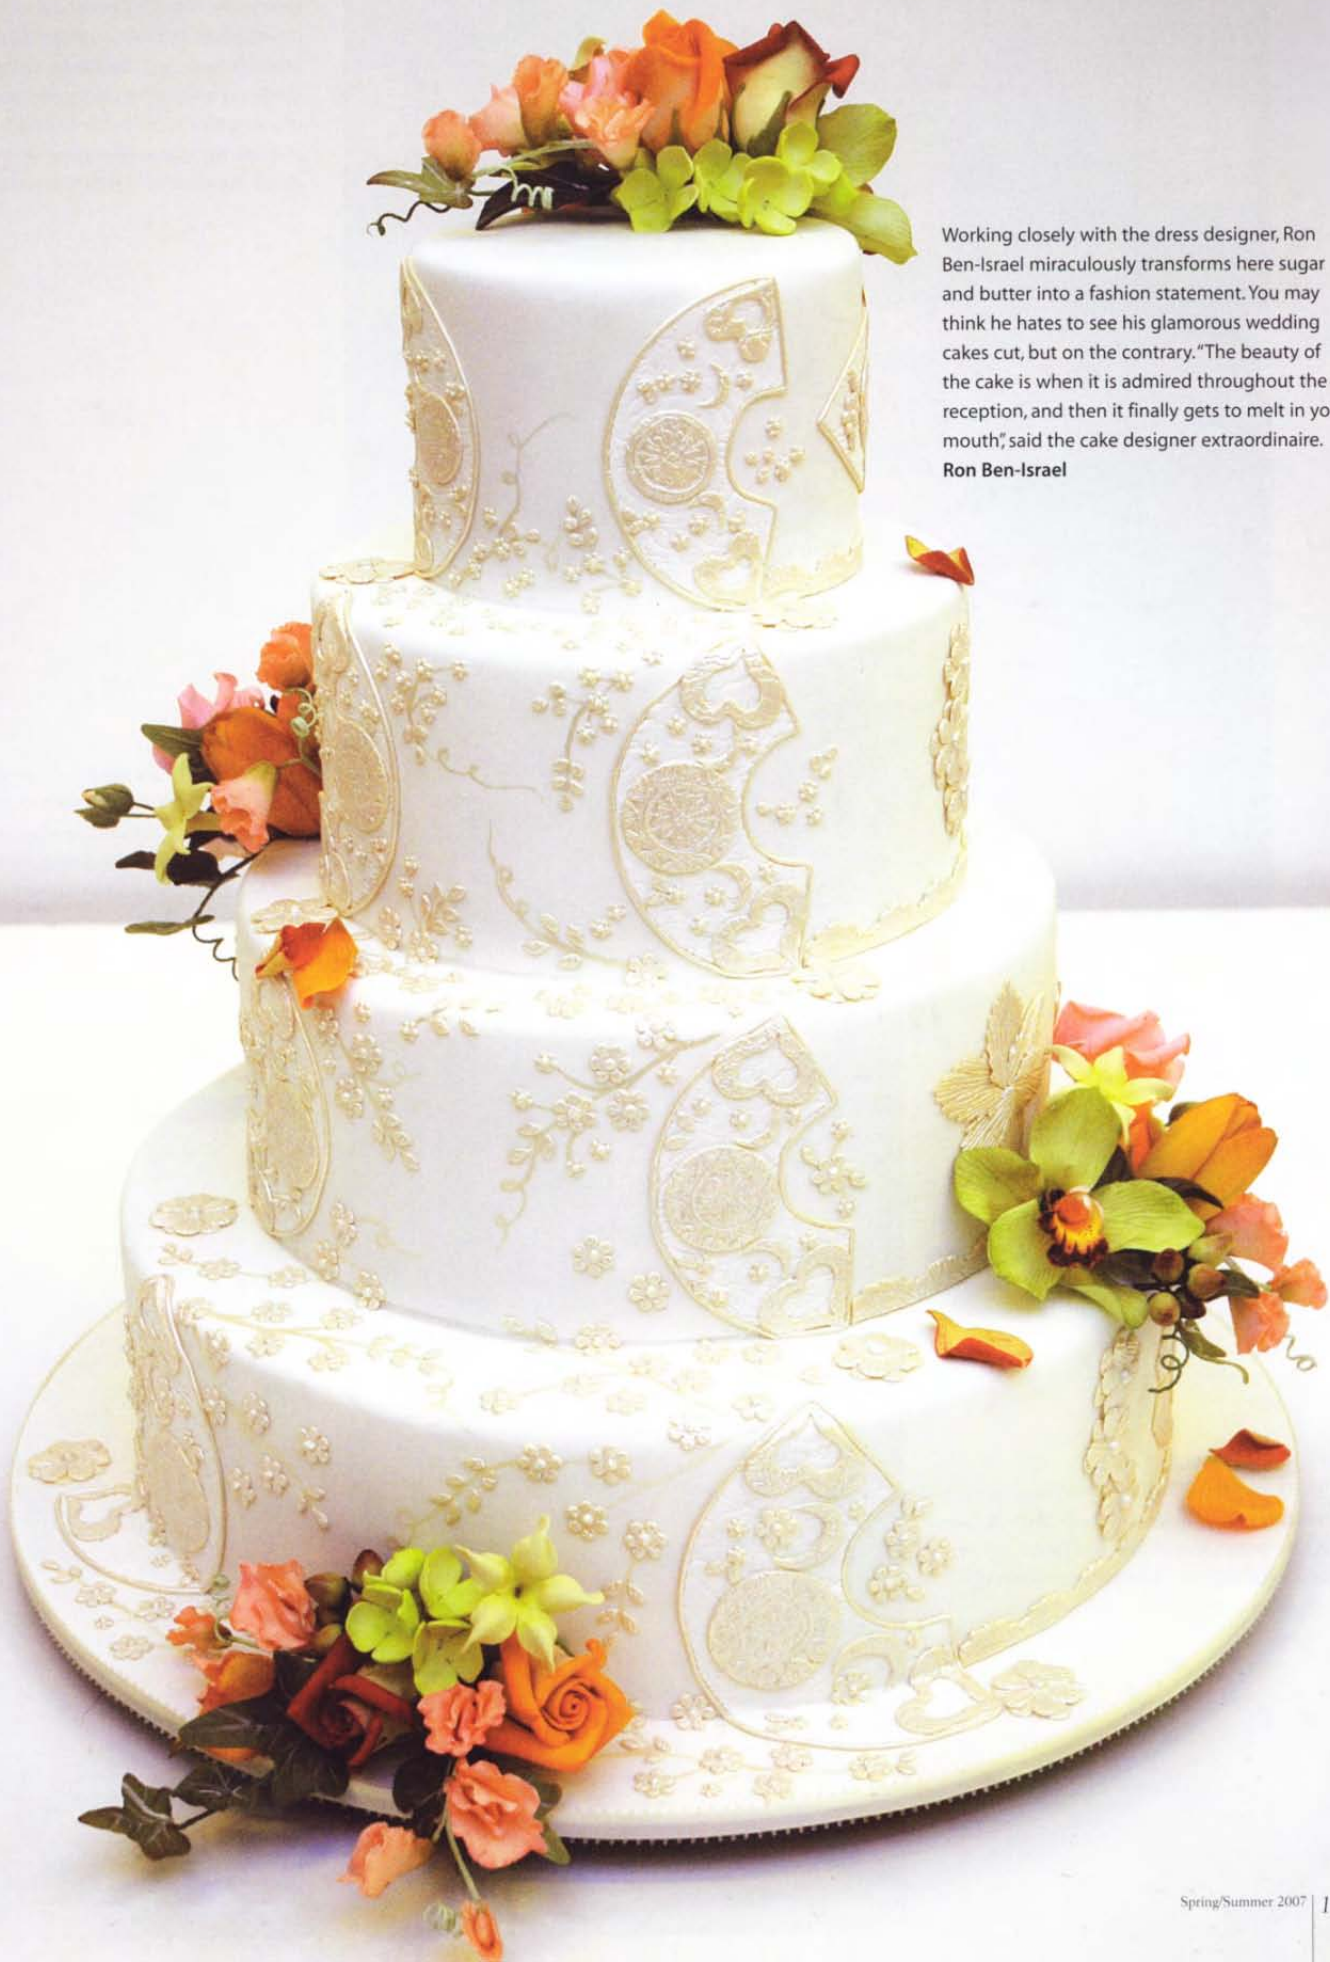 Working closely with the dress designer, Ron
Ben-Israel miraculously transforms here sugar
and butter into a fashion statement. You may
think he hates to see his glamorous wedding
cakes cut, but on the contrary. “The beauty of
the cake is when it is admired throughout the
reception, and then it finally gets to melt in yo
mouth”, said the cake designer extraordinaire.
Ron Ben-Israel
Spring/Summer 2007 | 1